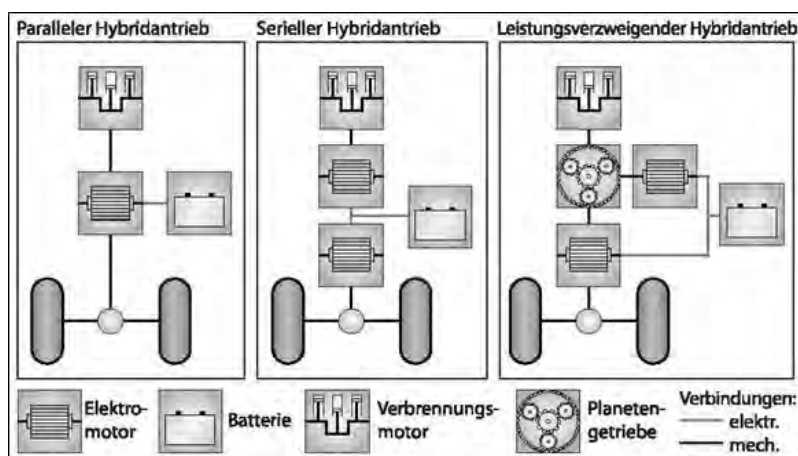 Paralleler Hybridantrieb
Serieller Hybridantrieb
Leistungsverzweigender Hybridantrieb
Elektro-
motor
Batterie
Verbrennungs-
motor
Planeten-
getriebe
Verbindungen:
elektr.
mech.